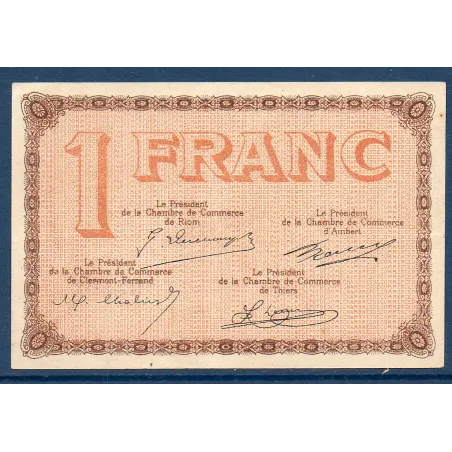 1 FRANC
Le Président
de la Chambre de Commerce
de Riom
Le Président
de la Chambre de Commerce
d'Ambert
Le Président
de la Chambre de Commerce
de Clermont-Ferrand
Le Président
de la Chambre de Commerce
de Thiers